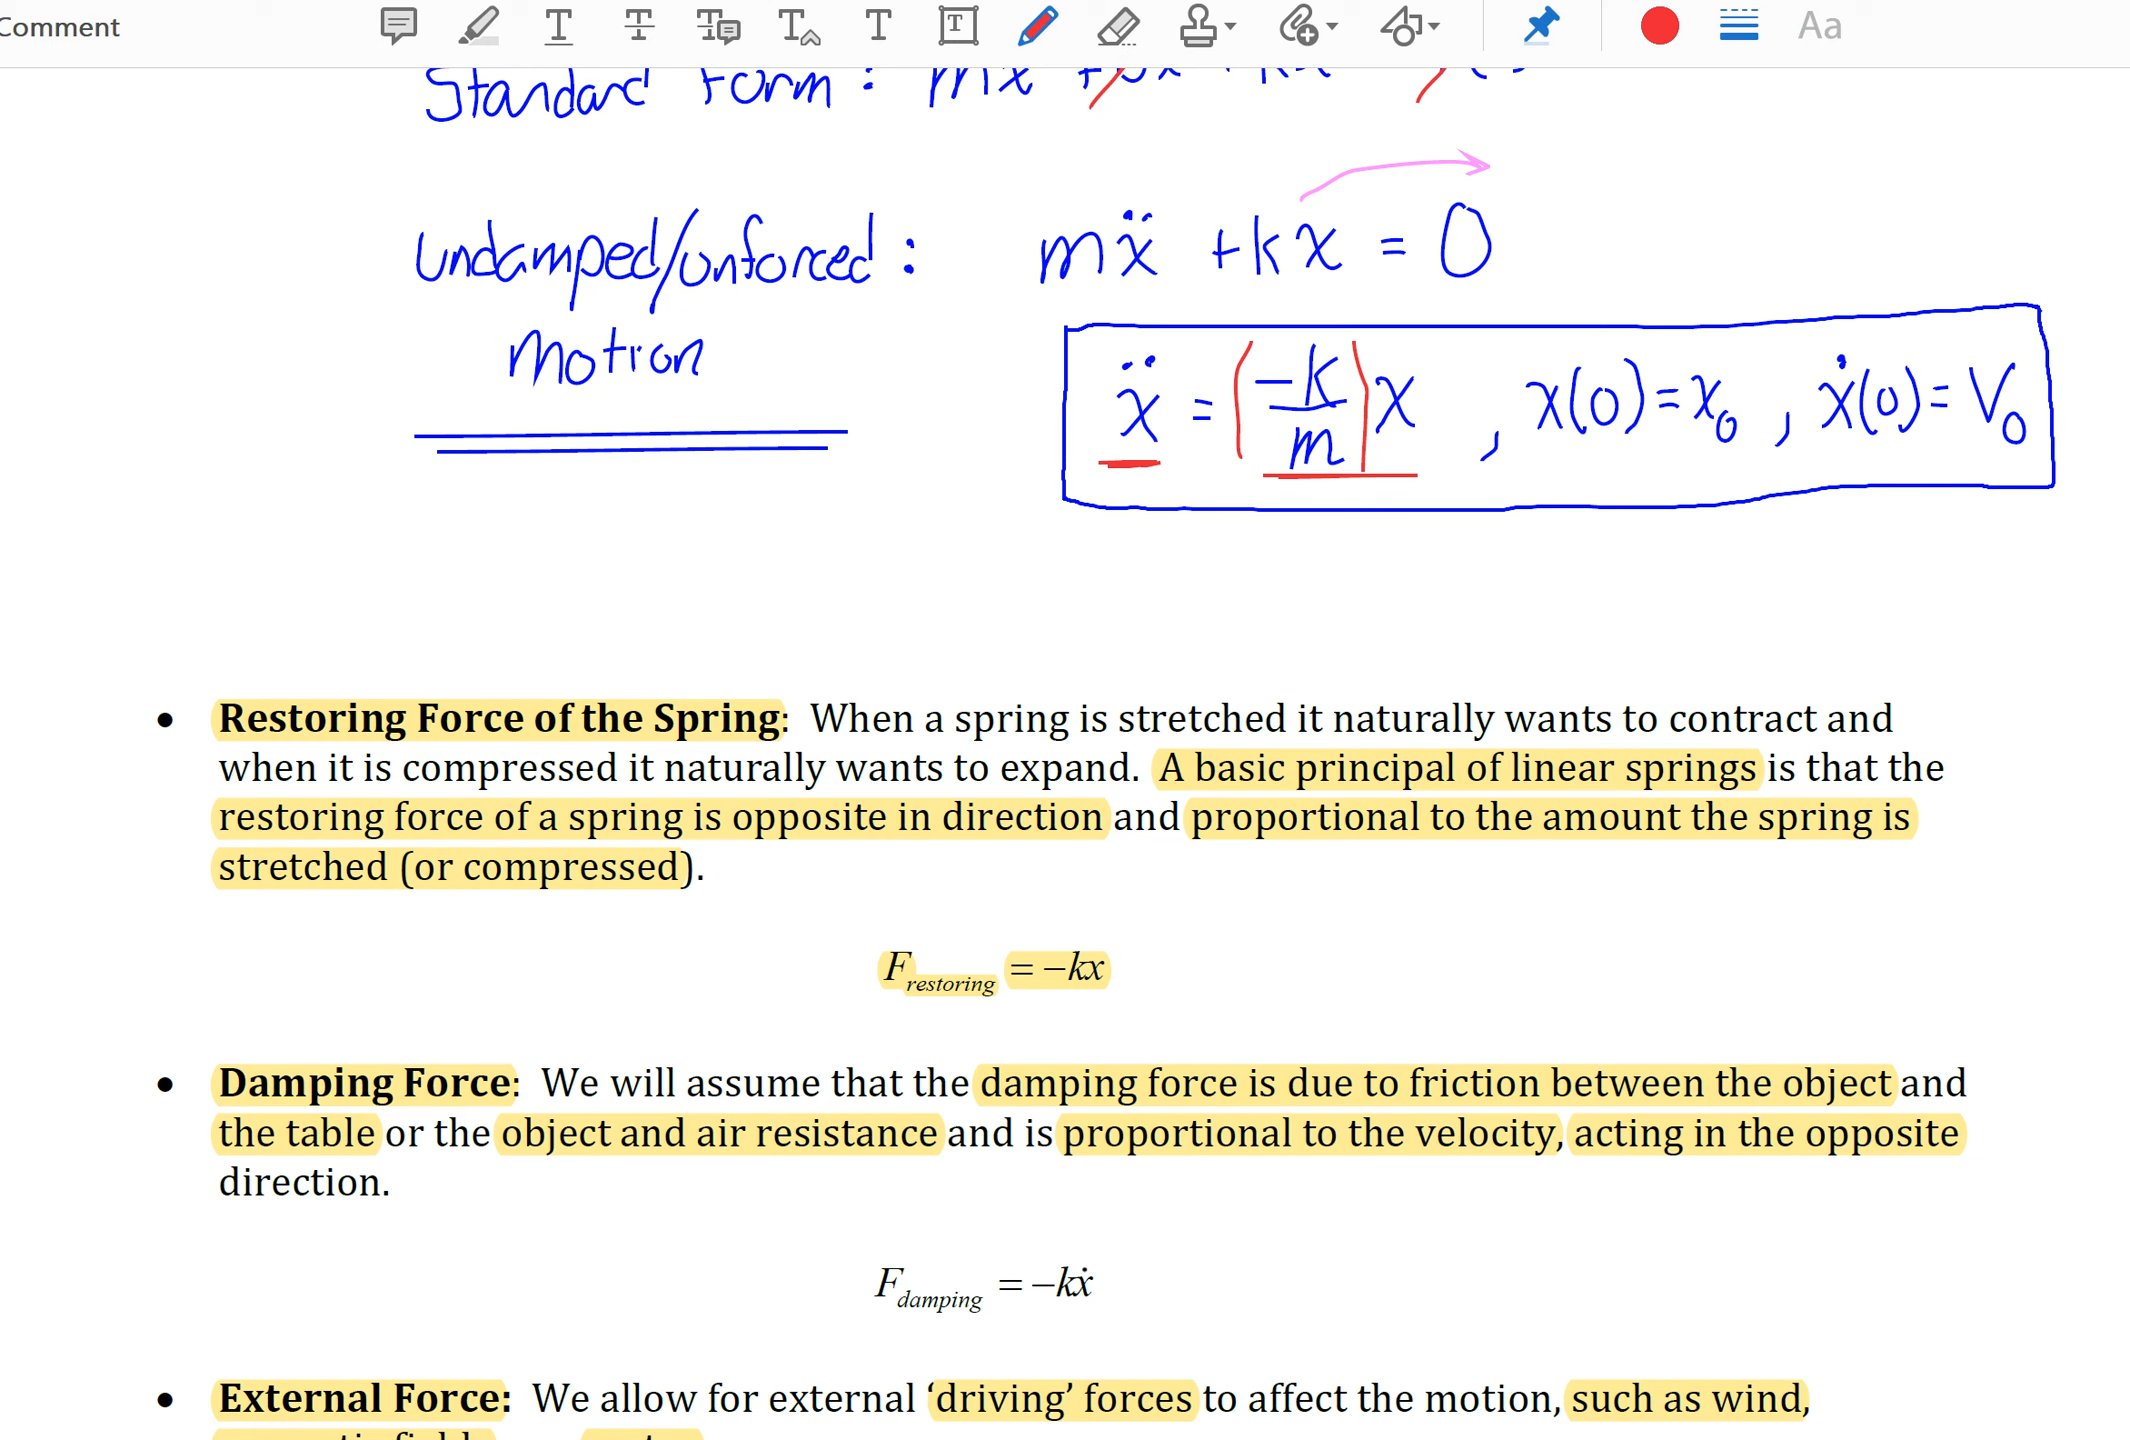 Comment
T T T T T T Aa
Standard Form : mẍ
undamped/unforced : mẍ + kx = 0
motion
ẍ = (-k/m)x , x(0)=x₀ , ẋ(0)=V₀
• Restoring Force of the Spring: When a spring is stretched it naturally wants to contract and
when it is compressed it naturally wants to expand. A basic principal of linear springs is that the
restoring force of a spring is opposite in direction and proportional to the amount the spring is
stretched (or compressed).
F_restoring = −kx
• Damping Force: We will assume that the damping force is due to friction between the object and
the table or the object and air resistance and is proportional to the velocity, acting in the opposite
direction.
F_damping = −kẋ
• External Force: We allow for external ‘driving’ forces to affect the motion, such as wind,